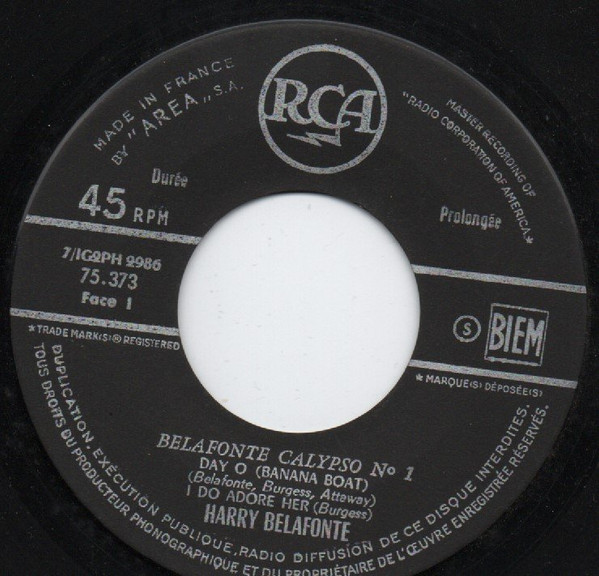 RCA
MADE IN FRANCE
BY "AREA" S.A.
MASTER RECORDING OF
"RADIO CORPORATION OF AMERICA"*
Durée
Prolongée
45 RPM
7/IG2PH 2986
75.373
Face 1
S BIEM
*TRADE MARK(S)® REGISTERED
*MARQUE(S) DÉPOSÉE(S)
BELAFONTE CALYPSO No 1
DAY O (BANANA BOAT)
(Belafonte, Burgess, Atteway)
I DO ADORE HER (Burgess)
HARRY BELAFONTE
DUPLICATION, EXÉCUTION PUBLIQUE, RADIO DIFFUSION DE CE DISQUE INTERDITES.
TOUS DROITS DU PRODUCTEUR PHONOGRAPHIQUE ET DU PROPRIÉTAIRE DE L'ŒUVRE ENREGISTRÉE RÉSERVÉS.